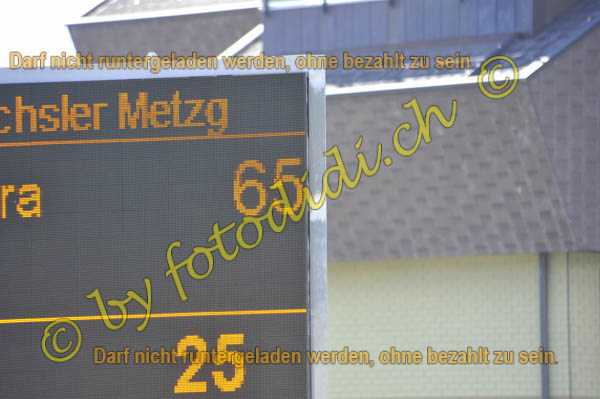 Darf nicht runtergeladen werden, ohne bezahlt zu sein.
chsler Metzg
ra 65
© by fotodidi.ch ©
25
Darf nicht runtergeladen werden, ohne bezahlt zu sein.